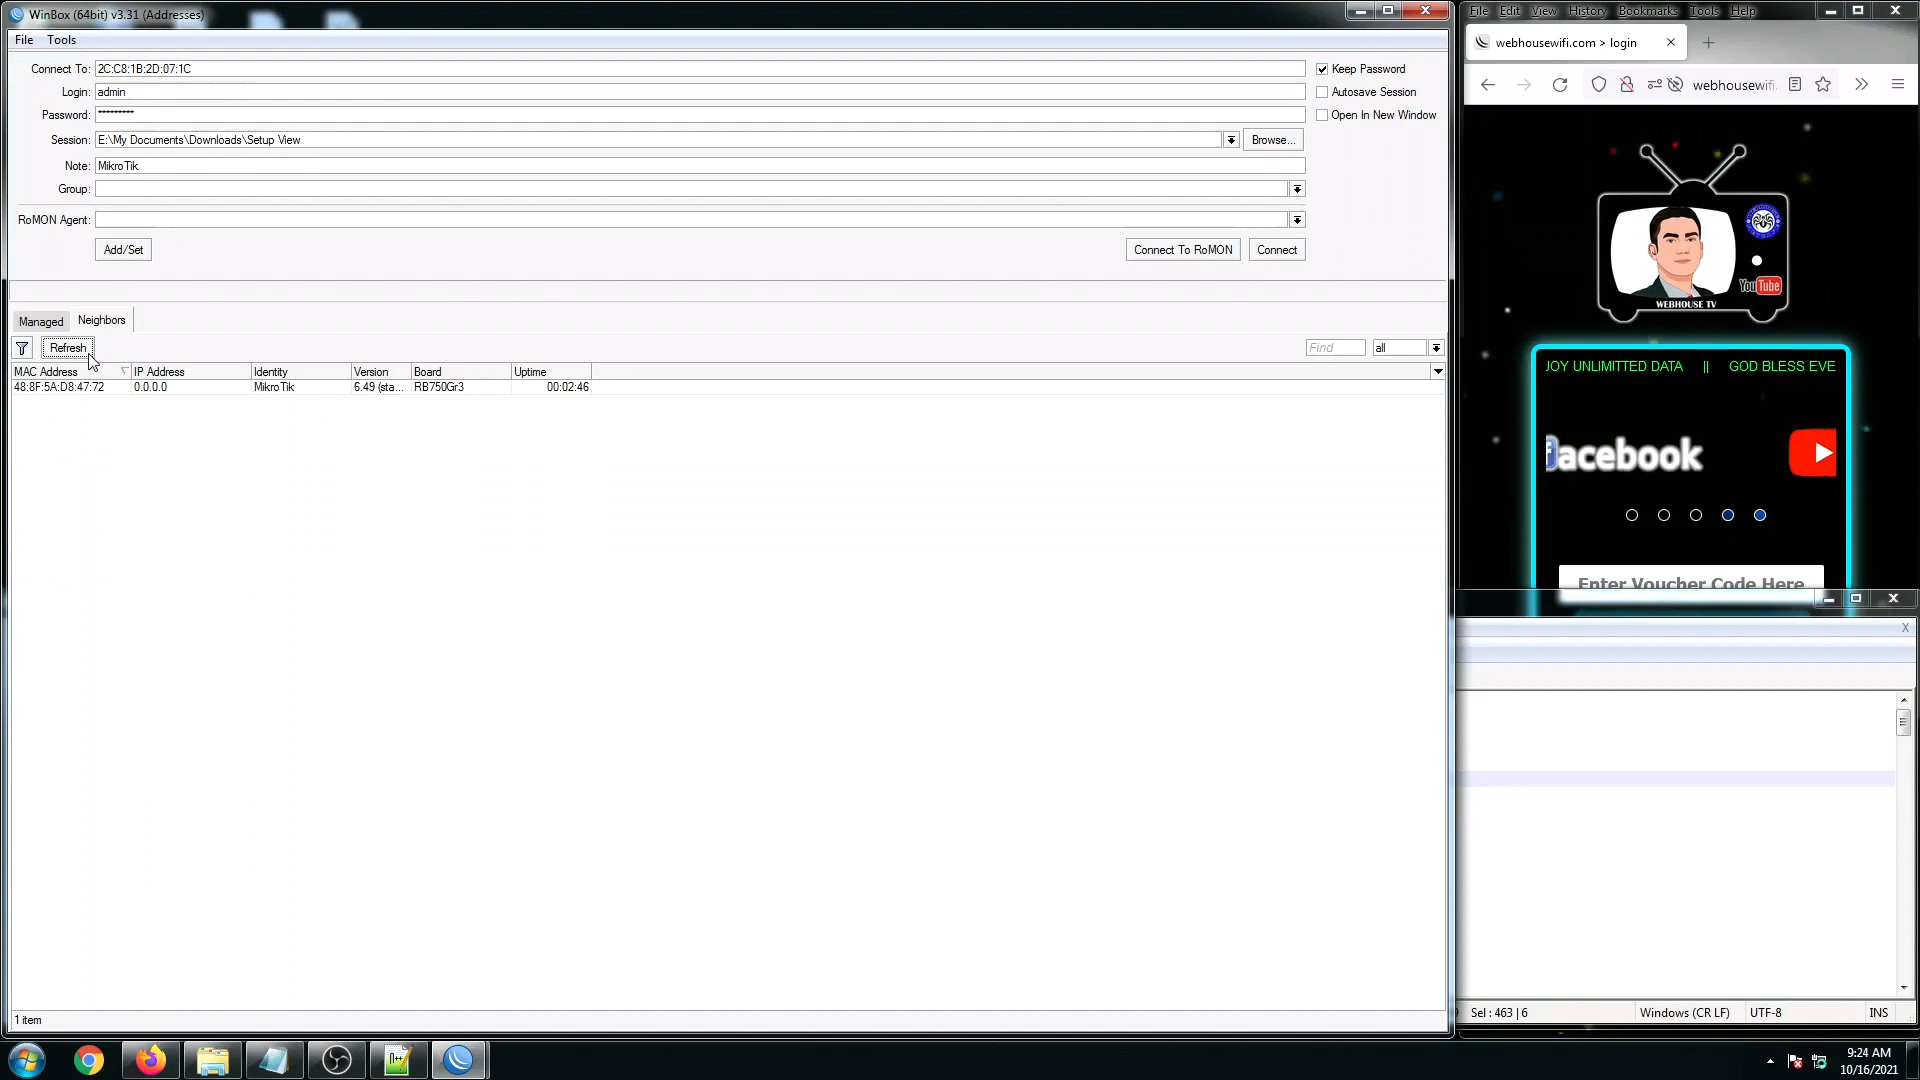 WinBox (64bit) v3.31 (Addresses)
File Tools
Connect To: 2C:C8:1B:2D:07:1C
Keep Password
Login: admin
Autosave Session
Password: *********
Open In New Window
Session: E:\My Documents\Downloads\Setup View
Browse...
Note: MikroTik
Group:
RoMON Agent:
Add/Set
Connect To RoMON
Connect
Managed
Neighbors
Refresh
Find
all
MAC Address IP Address Identity Version Board Uptime
48:8F:5A:D8:47:72 0.0.0.0 MikroTik 6.49 (sta... RB750Gr3 00:02:46
1 item
File Edit View History Bookmarks Tools Help
webhousewifi.com > login
webhousewifi.
YouTube
WEBHOUSE TV
JOY UNLIMITTED DATA || GOD BLESS EVE
facebook
Enter Voucher Code Here
Sel : 463 | 6
Windows (CR LF)
UTF-8
INS
9:24 AM
10/16/2021